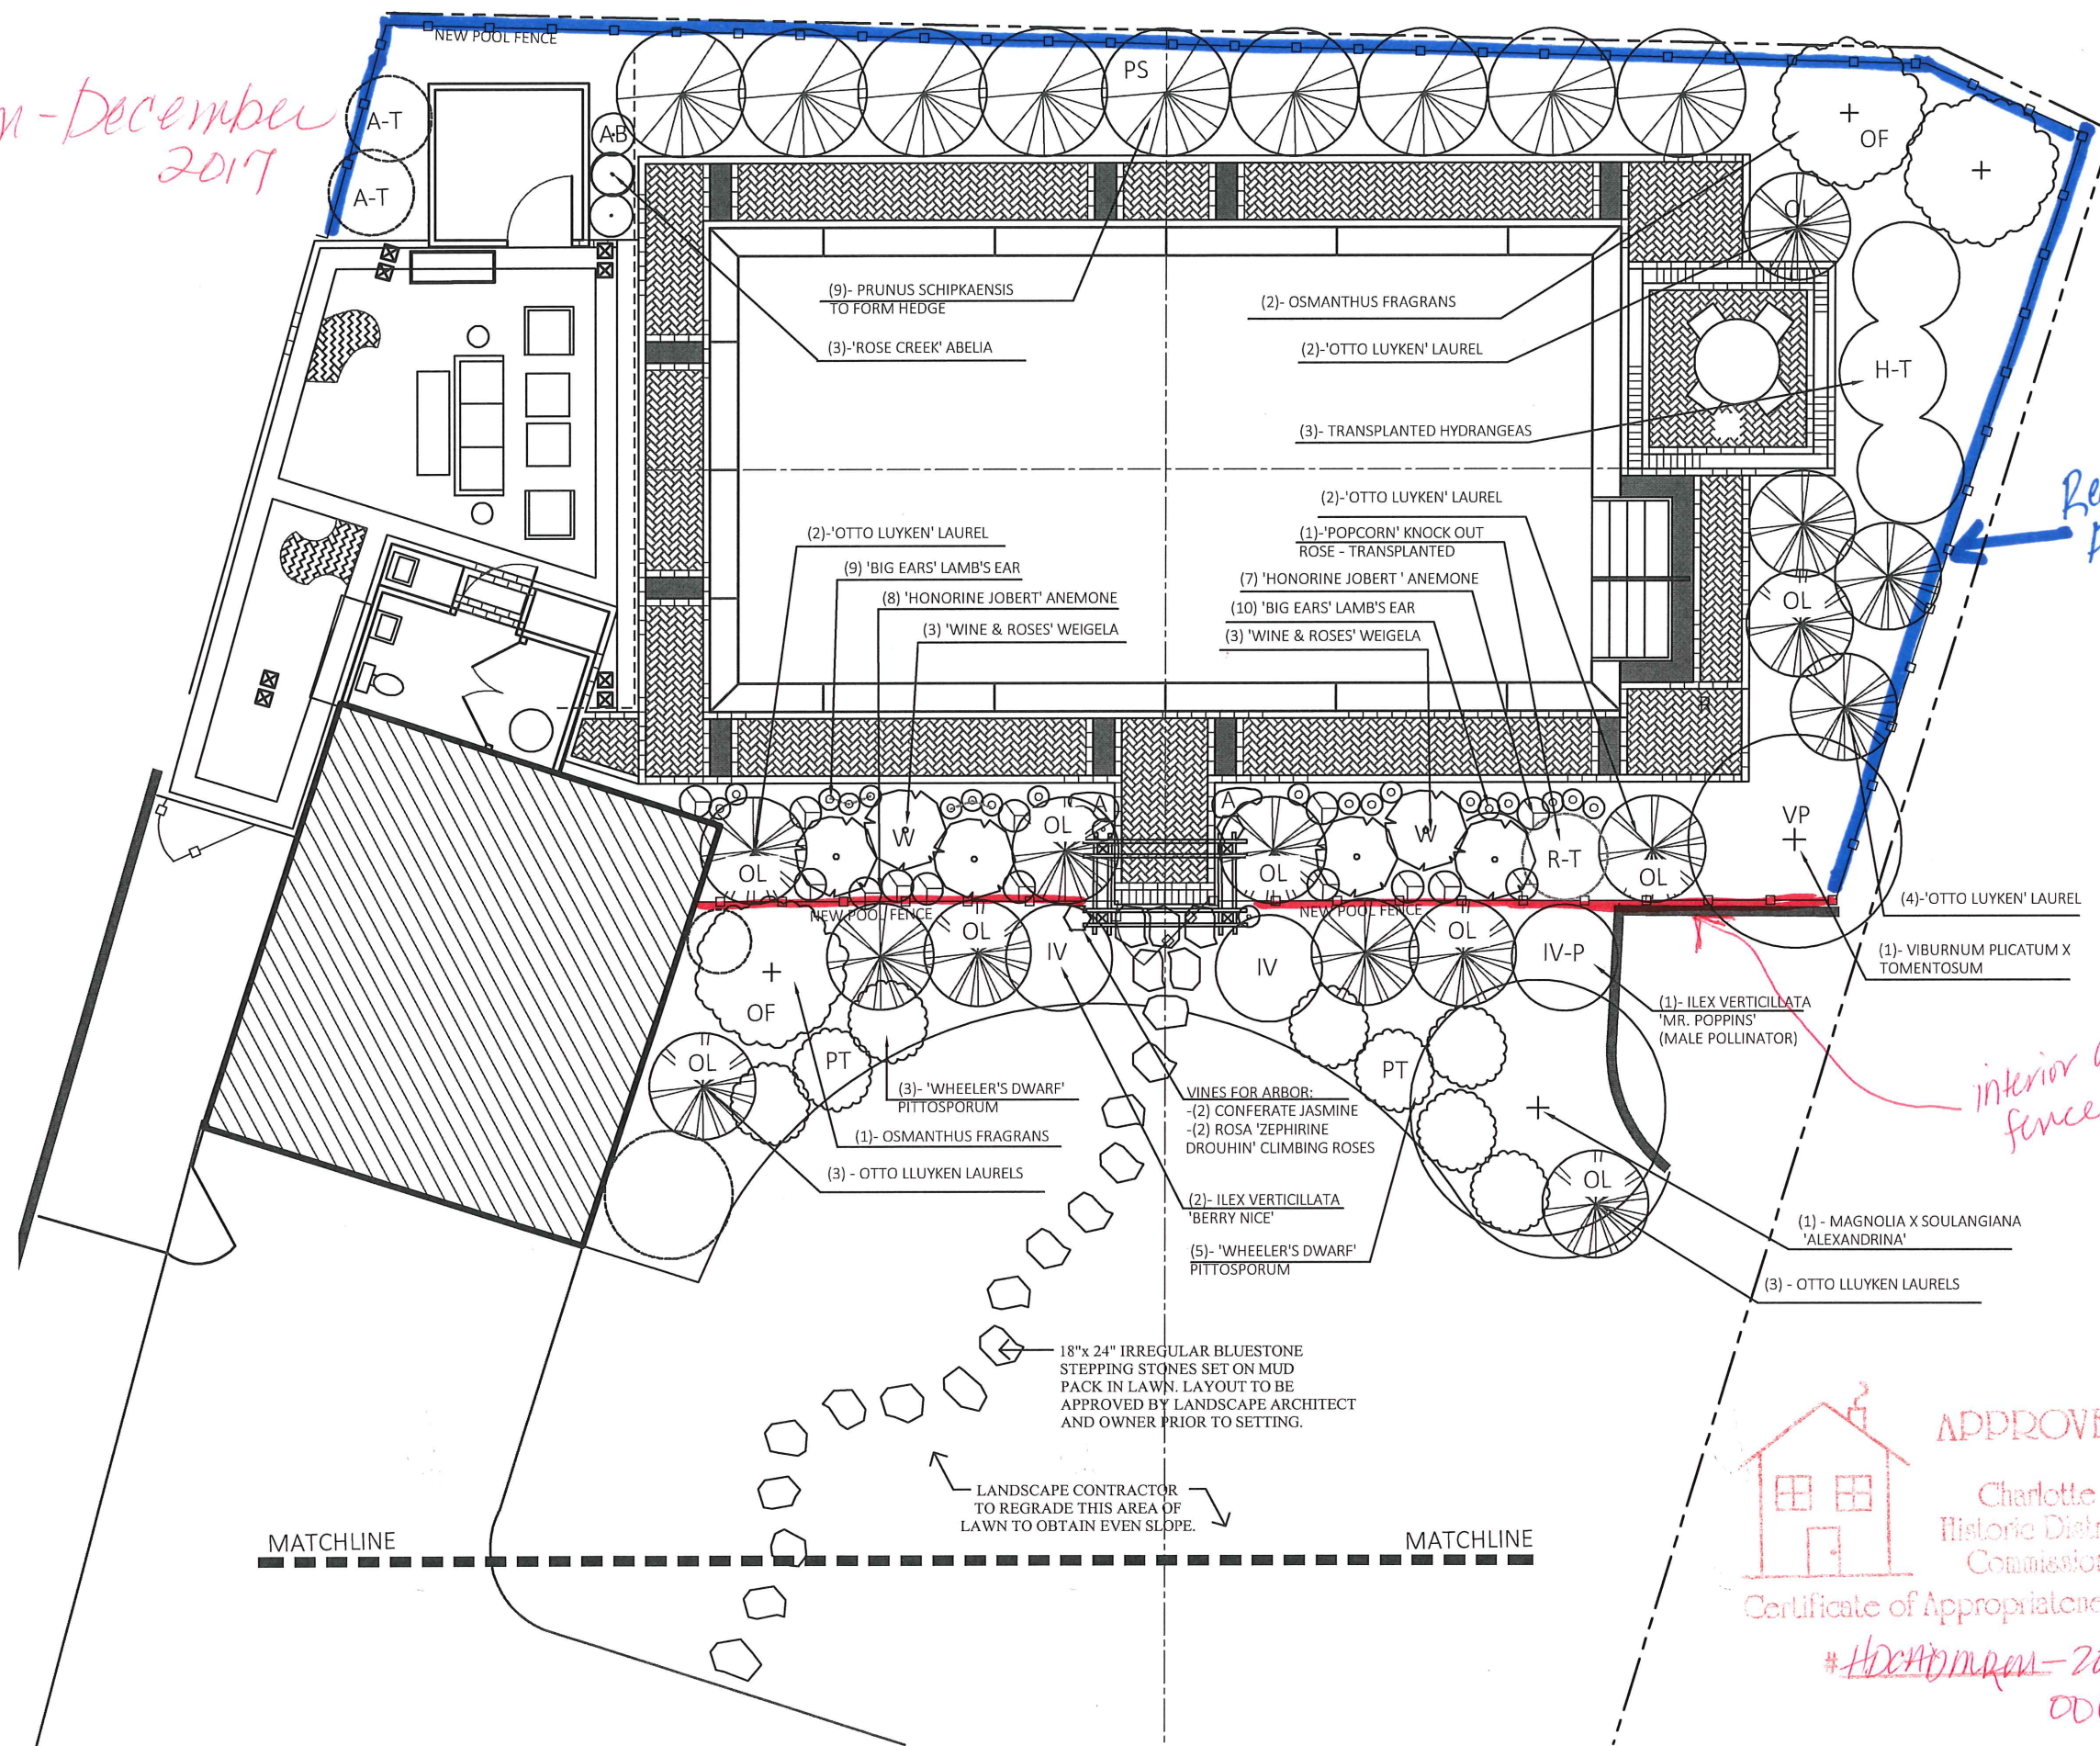 NEW POOL FENCE
-December
2017
A-T
A-T
AB
PS
OF
OL
H-T
(9)- PRUNUS SCHIPKAENSIS
TO FORM HEDGE
(3)-'ROSE CREEK' ABELIA
(2)- OSMANTHUS FRAGRANS
(2)-'OTTO LUYKEN' LAUREL
(3)- TRANSPLANTED HYDRANGEAS
(2)-'OTTO LUYKEN' LAUREL
(9) 'BIG EARS' LAMB'S EAR
(8) 'HONORINE JOBERT' ANEMONE
(3) 'WINE & ROSES' WEIGELA
(2)-'OTTO LUYKEN' LAUREL
(1)-'POPCORN' KNOCK OUT
ROSE - TRANSPLANTED
(7) 'HONORINE JOBERT ' ANEMONE
(10) 'BIG EARS' LAMB'S EAR
(3) 'WINE & ROSES' WEIGELA
OL
VP
OL
W
OL
A
A
OL
W
R-T
OL
NEW POOL FENCE
NEW POOL FENCE
OF
OL
IV
IV
OL
IV-P
OL
PT
PT
OL
(4)-'OTTO LUYKEN' LAUREL
(1)- VIBURNUM PLICATUM X
TOMENTOSUM
(1)- ILEX VERTICILLATA
'MR. POPPINS'
(MALE POLLINATOR)
interior
fence
(3)- 'WHEELER'S DWARF'
PITTOSPORUM
(1)- OSMANTHUS FRAGRANS
(3) - OTTO LLUYKEN LAURELS
VINES FOR ARBOR:
-(2) CONFERATE JASMINE
-(2) ROSA 'ZEPHIRINE
DROUHIN' CLIMBING ROSES
(2)- ILEX VERTICILLATA
'BERRY NICE'
(5)- 'WHEELER'S DWARF'
PITTOSPORUM
(1) - MAGNOLIA X SOULANGIANA
'ALEXANDRINA'
(3) - OTTO LLUYKEN LAURELS
18"x 24" IRREGULAR BLUESTONE
STEPPING STONES SET ON MUD
PACK IN LAWN. LAYOUT TO BE
APPROVED BY LANDSCAPE ARCHITECT
AND OWNER PRIOR TO SETTING.
LANDSCAPE CONTRACTOR
TO REGRADE THIS AREA OF
LAWN TO OBTAIN EVEN SLOPE.
MATCHLINE
MATCHLINE
APPROV
Charlotte
Historic Distr
Commission
Certificate of Appropriatene